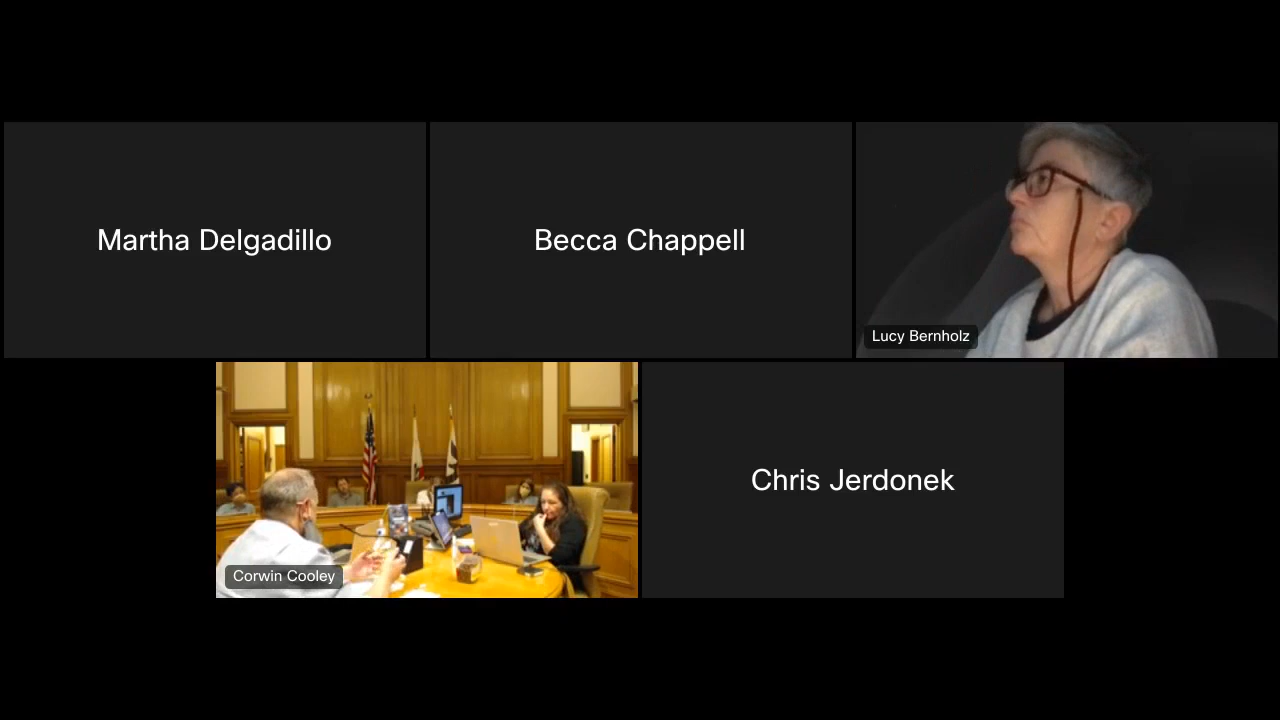 Martha Delgadillo
Becca Chappell
Lucy Bernholz
Corwin Cooley
Chris Jerdonek